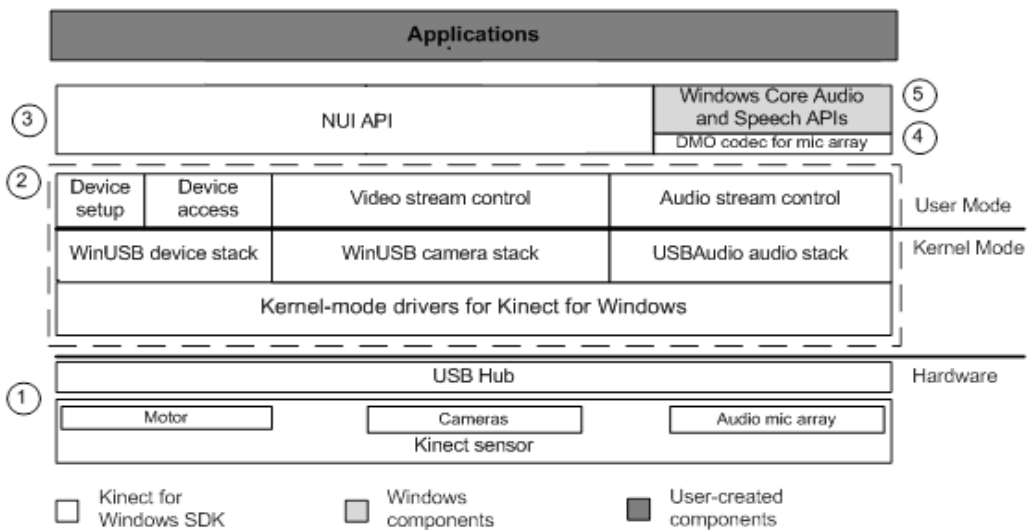 Applications
3
NUI API
Windows Core Audio
and Speech APIs
5
DMO codec for mic array
4
2
Device
setup
Device
access
Video stream control
Audio stream control
User Mode
WinUSB device stack
WinUSB camera stack
USBAudio audio stack
Kernel Mode
Kernel-mode drivers for Kinect for Windows
USB Hub
Hardware
1
Motor
Cameras
Audio mic array
Kinect sensor
Kinect for
Windows SDK
Windows
components
User-created
components